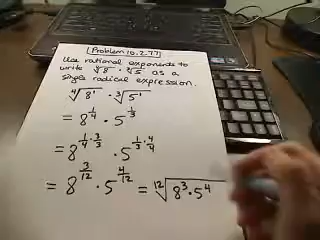 Problem 10.2.77
Use rational exponents to
write ∜8 · ∛5 as a
single radical expression.
∜8 · ∛5
= 8^(1/4) · 5^(1/3)
= 8^(1/4 · 3/3) · 5^(1/3 · 4/4)
= 8^(3/12) · 5^(4/12) = ¹²√(8³·5⁴)